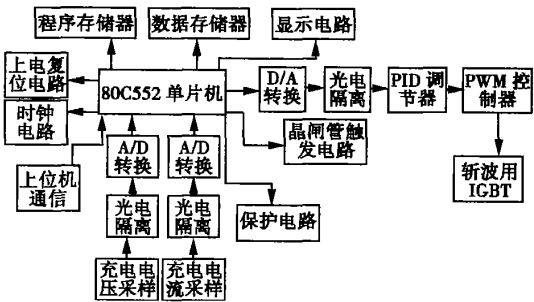 程序存储器
数据存储器
显示电路
上电复
位电路
80C552 单片机
D/A
转换
光电
隔离
PID 调
节器
PWM 控
制器
时钟
电路
A/D
转换
A/D
转换
晶闸管触
发电路
上位机
通信
斩波用
IGBT
光电
隔离
光电
隔离
保护电路
充电电
压采样
充电电
流采样